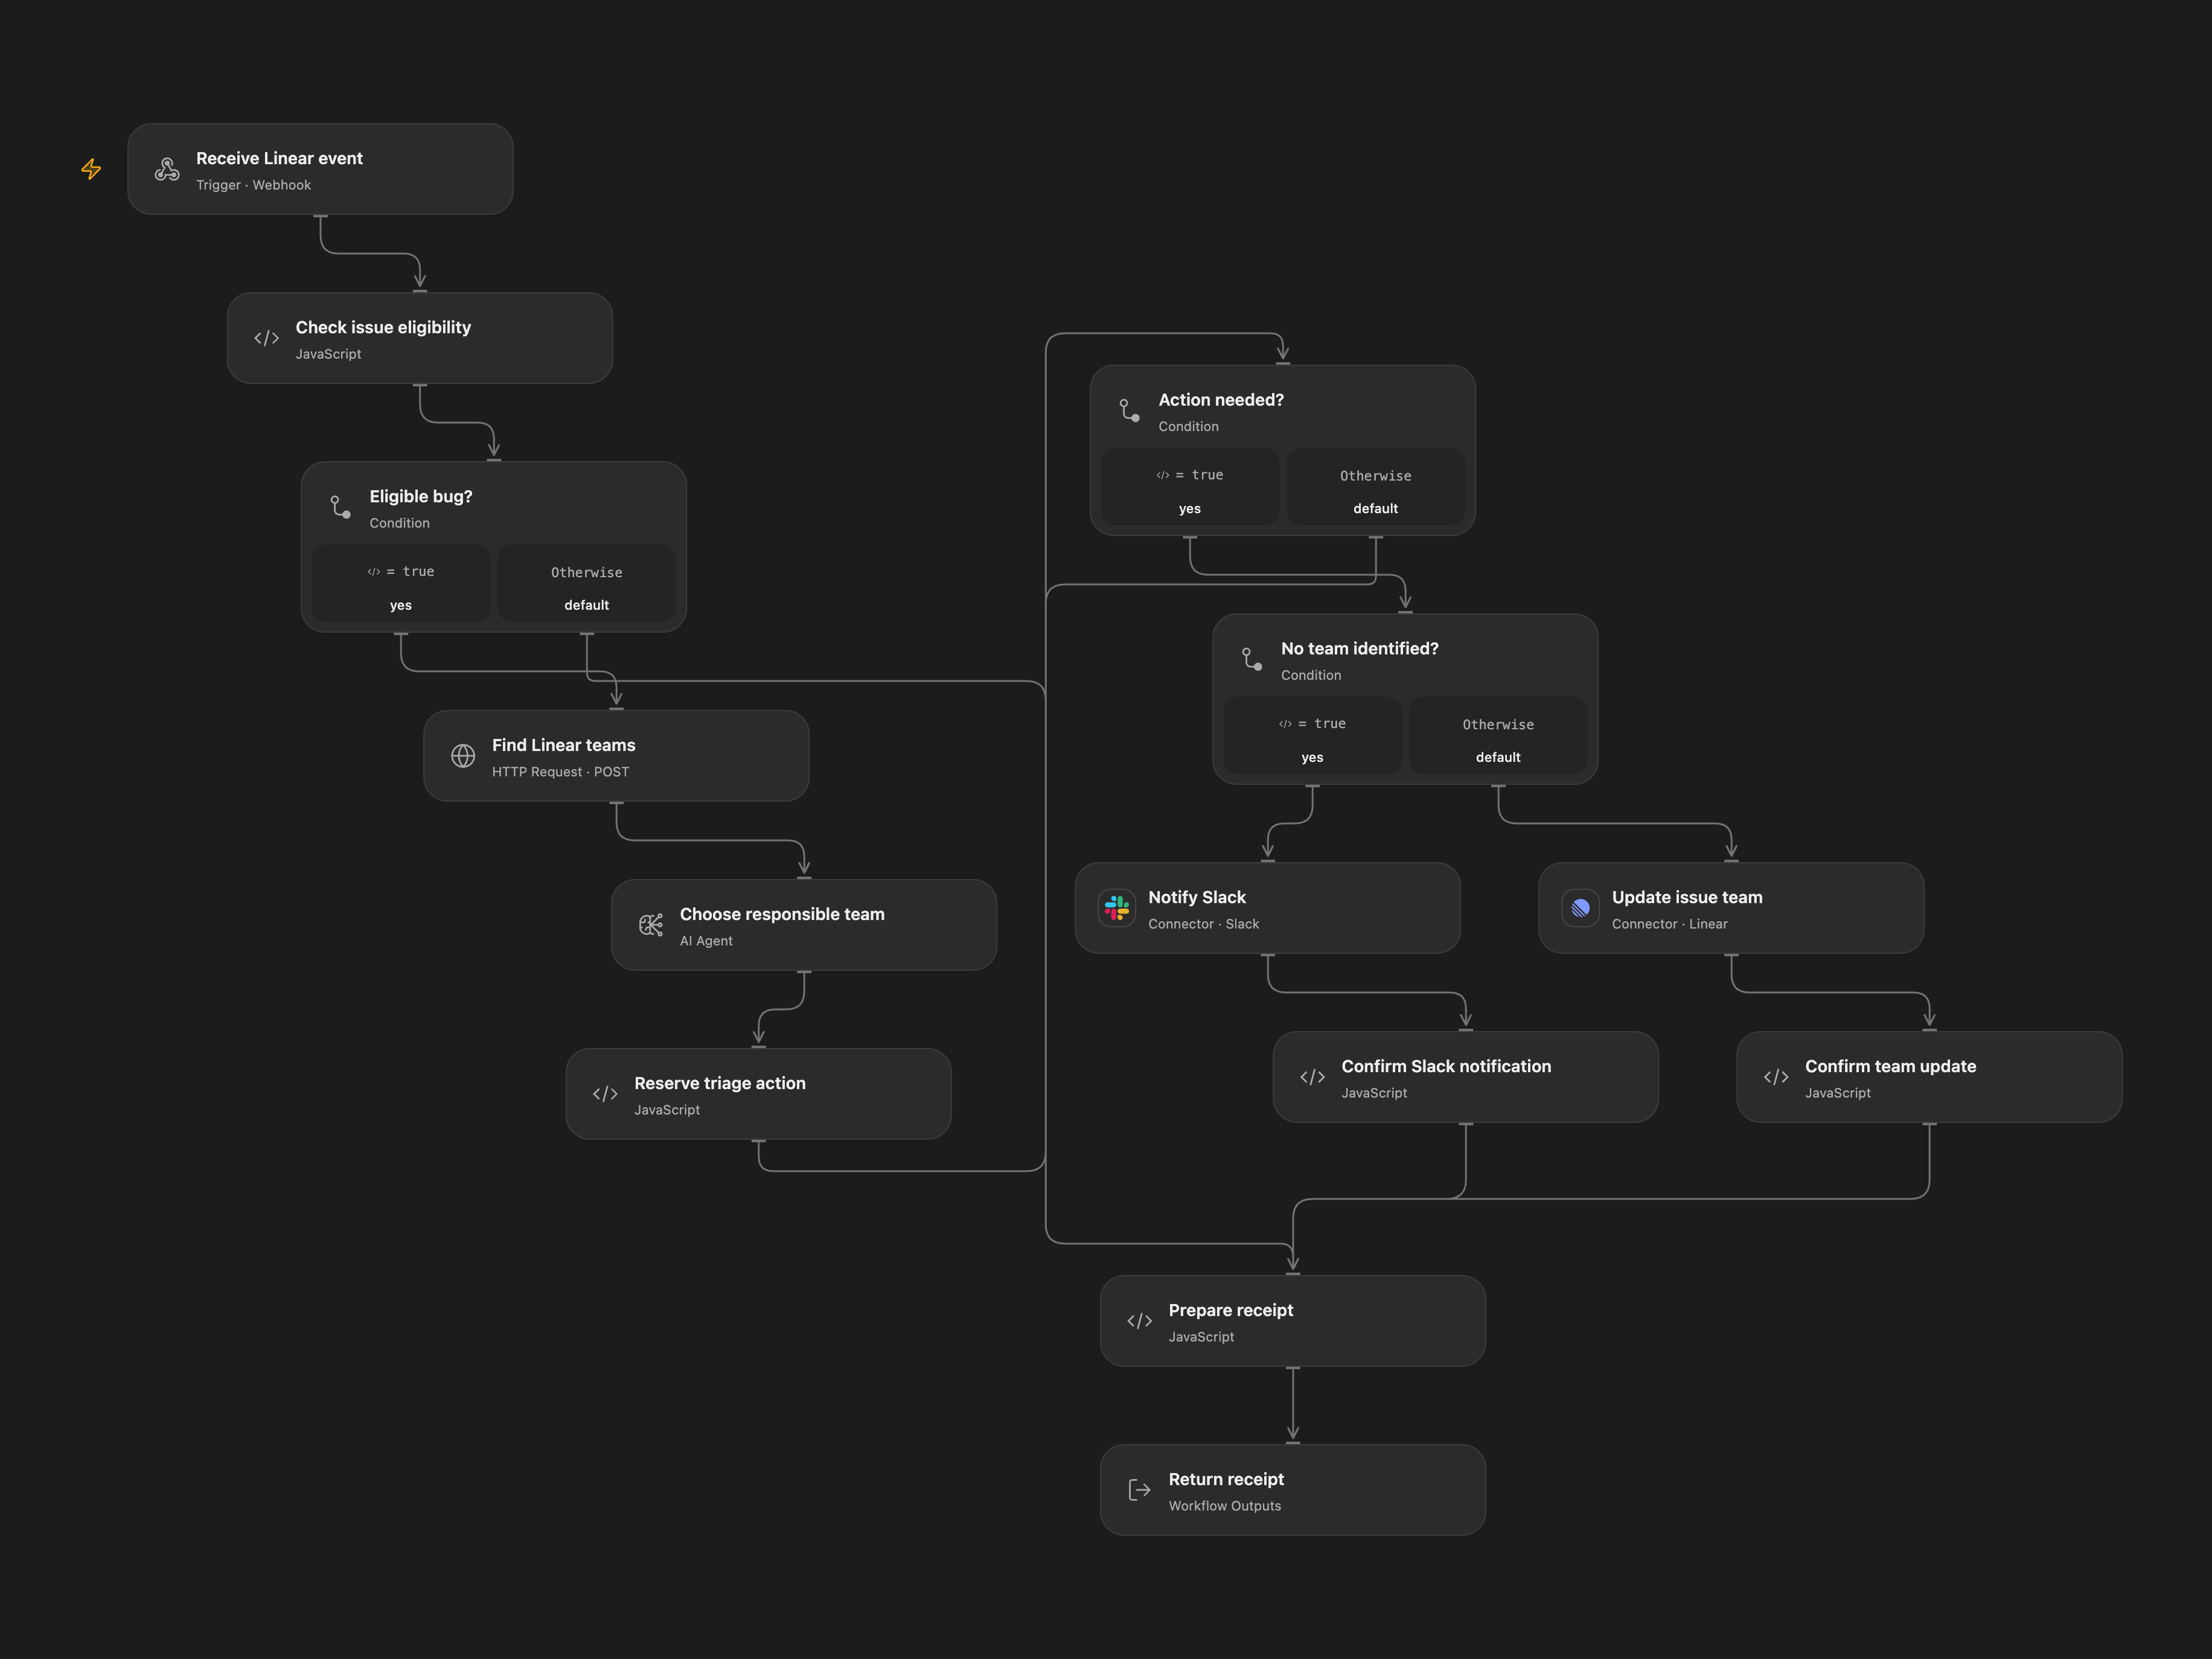 Receive Linear event
Trigger · Webhook
Check issue eligibility
JavaScript
Eligible bug?
Condition
</> = true
yes
Otherwise
default
Find Linear teams
HTTP Request · POST
Choose responsible team
AI Agent
Reserve triage action
JavaScript
Action needed?
Condition
</> = true
yes
Otherwise
default
No team identified?
Condition
</> = true
yes
Otherwise
default
Notify Slack
Connector · Slack
Update issue team
Connector · Linear
Confirm Slack notification
JavaScript
Confirm team update
JavaScript
Prepare receipt
JavaScript
Return receipt
Workflow Outputs